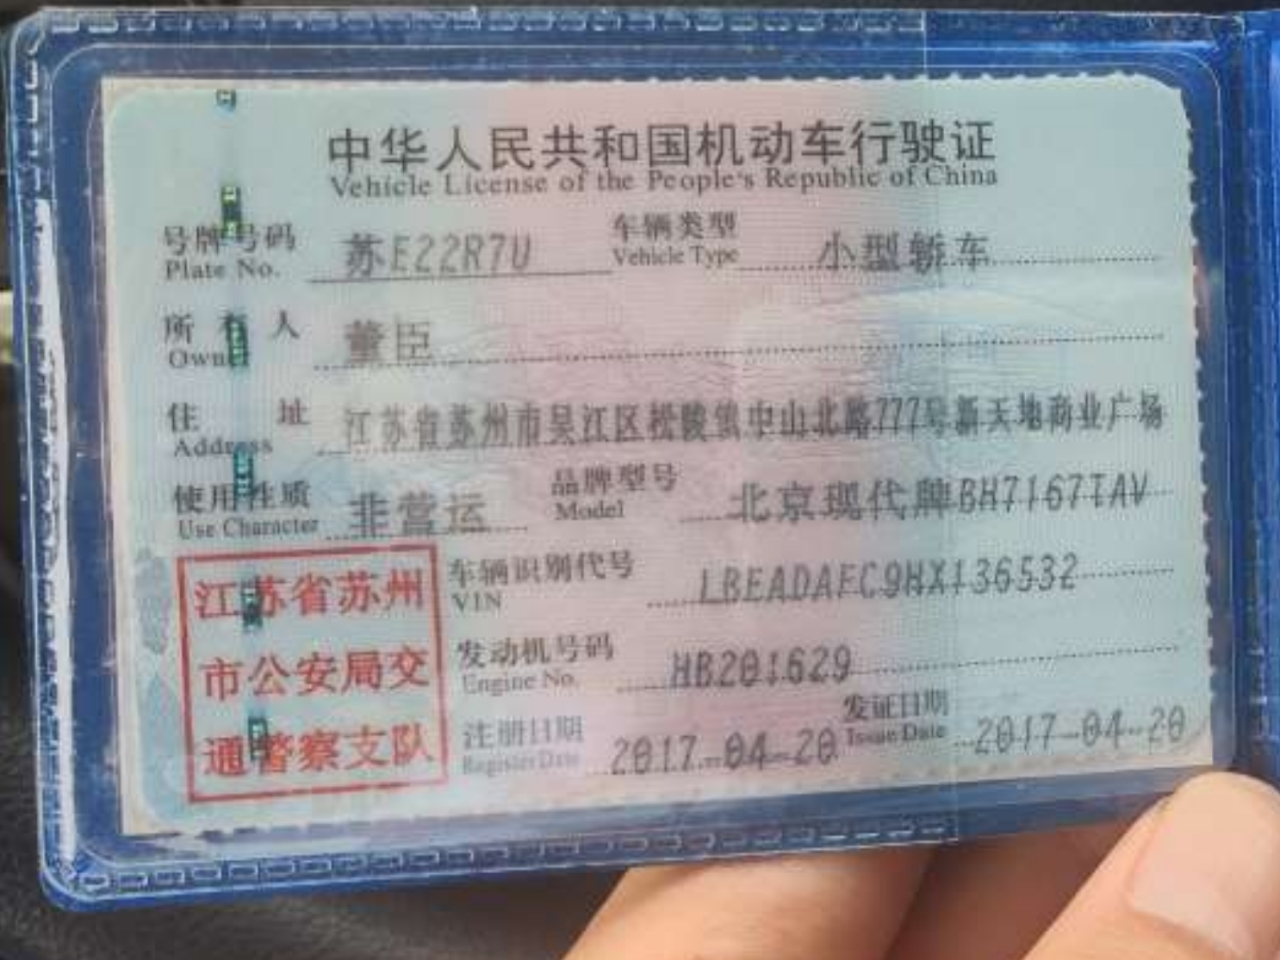 中华人民共和国机动车行驶证
Vehicle License of the People's Republic of China
号牌号码 苏E22R7U 车辆类型 小型轿车
Plate No. Vehicle Type
所有人 董臣
Owner
住址 江苏省苏州市吴江区松陵镇中山北路777号新天地商业广场
Address
使用性质 非营运 品牌型号 北京现代牌BH7167TAV
Use Character Model
江苏省苏州
市公安局交
通警察支队
车辆识别代号 LBEADAFC9HX136532
VIN
发动机号码 HB201629
Engine No.
注册日期 2017-04-20 发证日期 2017-04-20
Register Date Issue Date